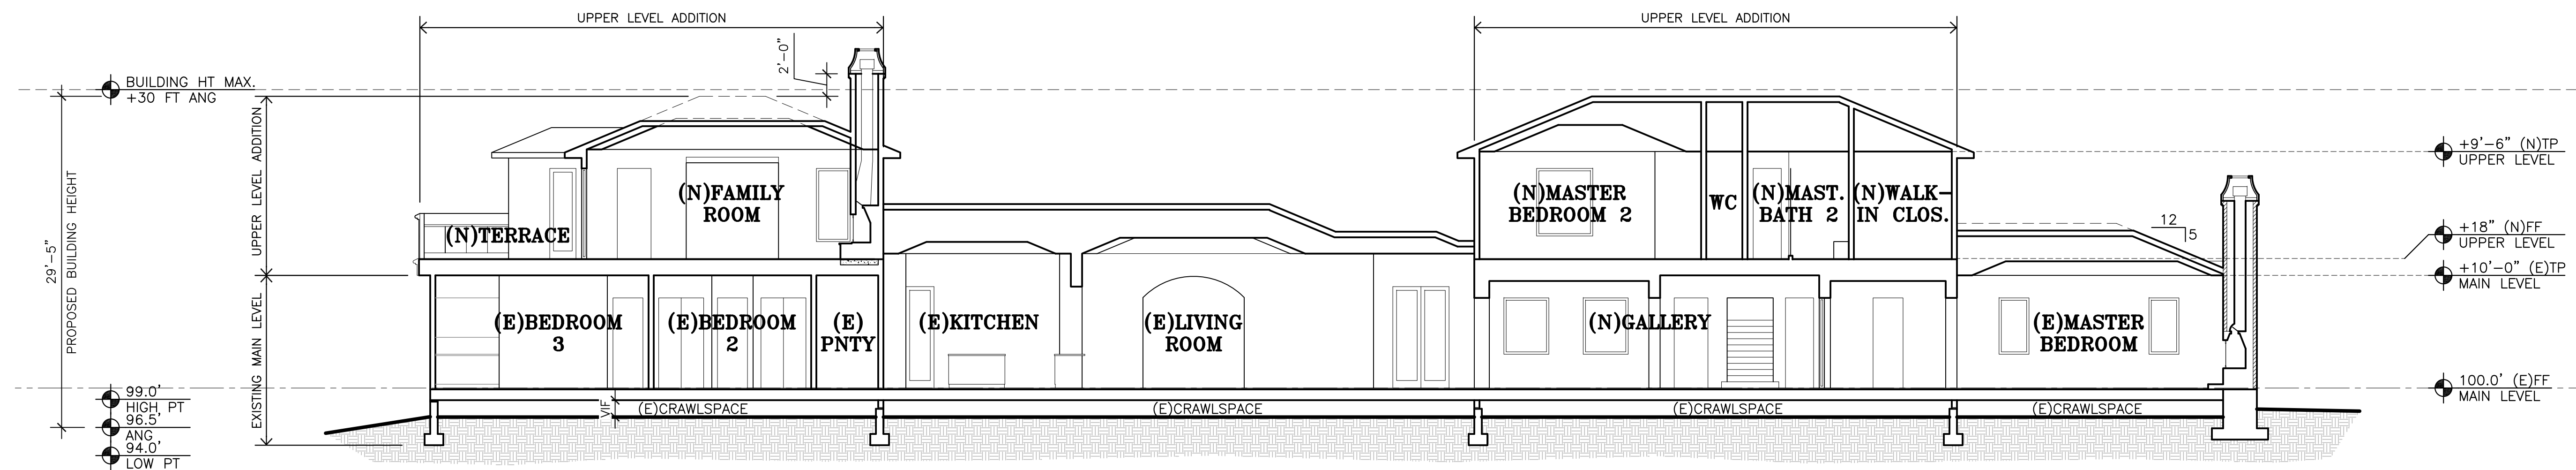 UPPER LEVEL ADDITION
UPPER LEVEL ADDITION
2'-0"
BUILDING HT MAX.
+30 FT ANG
29'-5"
PROPOSED BUILDING HEIGHT
UPPER LEVEL ADDITION
EXISTING MAIN LEVEL
+9'-6" (N)TP
UPPER LEVEL
(N)FAMILY
ROOM
(N)TERRACE
(N)MASTER
BEDROOM 2
WC
(N)MAST.
BATH 2
(N)WALK-
IN CLOS.
12
5
+18" (N)FF
UPPER LEVEL
+10'-0" (E)TP
MAIN LEVEL
(E)BEDROOM
3
(E)BEDROOM
2
(E)
PNTY
(E)KITCHEN
(E)LIVING
ROOM
(N)GALLERY
(E)MASTER
BEDROOM
100.0' (E)FF
MAIN LEVEL
99.0'
HIGH PT
96.5'
ANG
94.0'
LOW PT
VIF
(E)CRAWLSPACE
(E)CRAWLSPACE
(E)CRAWLSPACE
(E)CRAWLSPACE